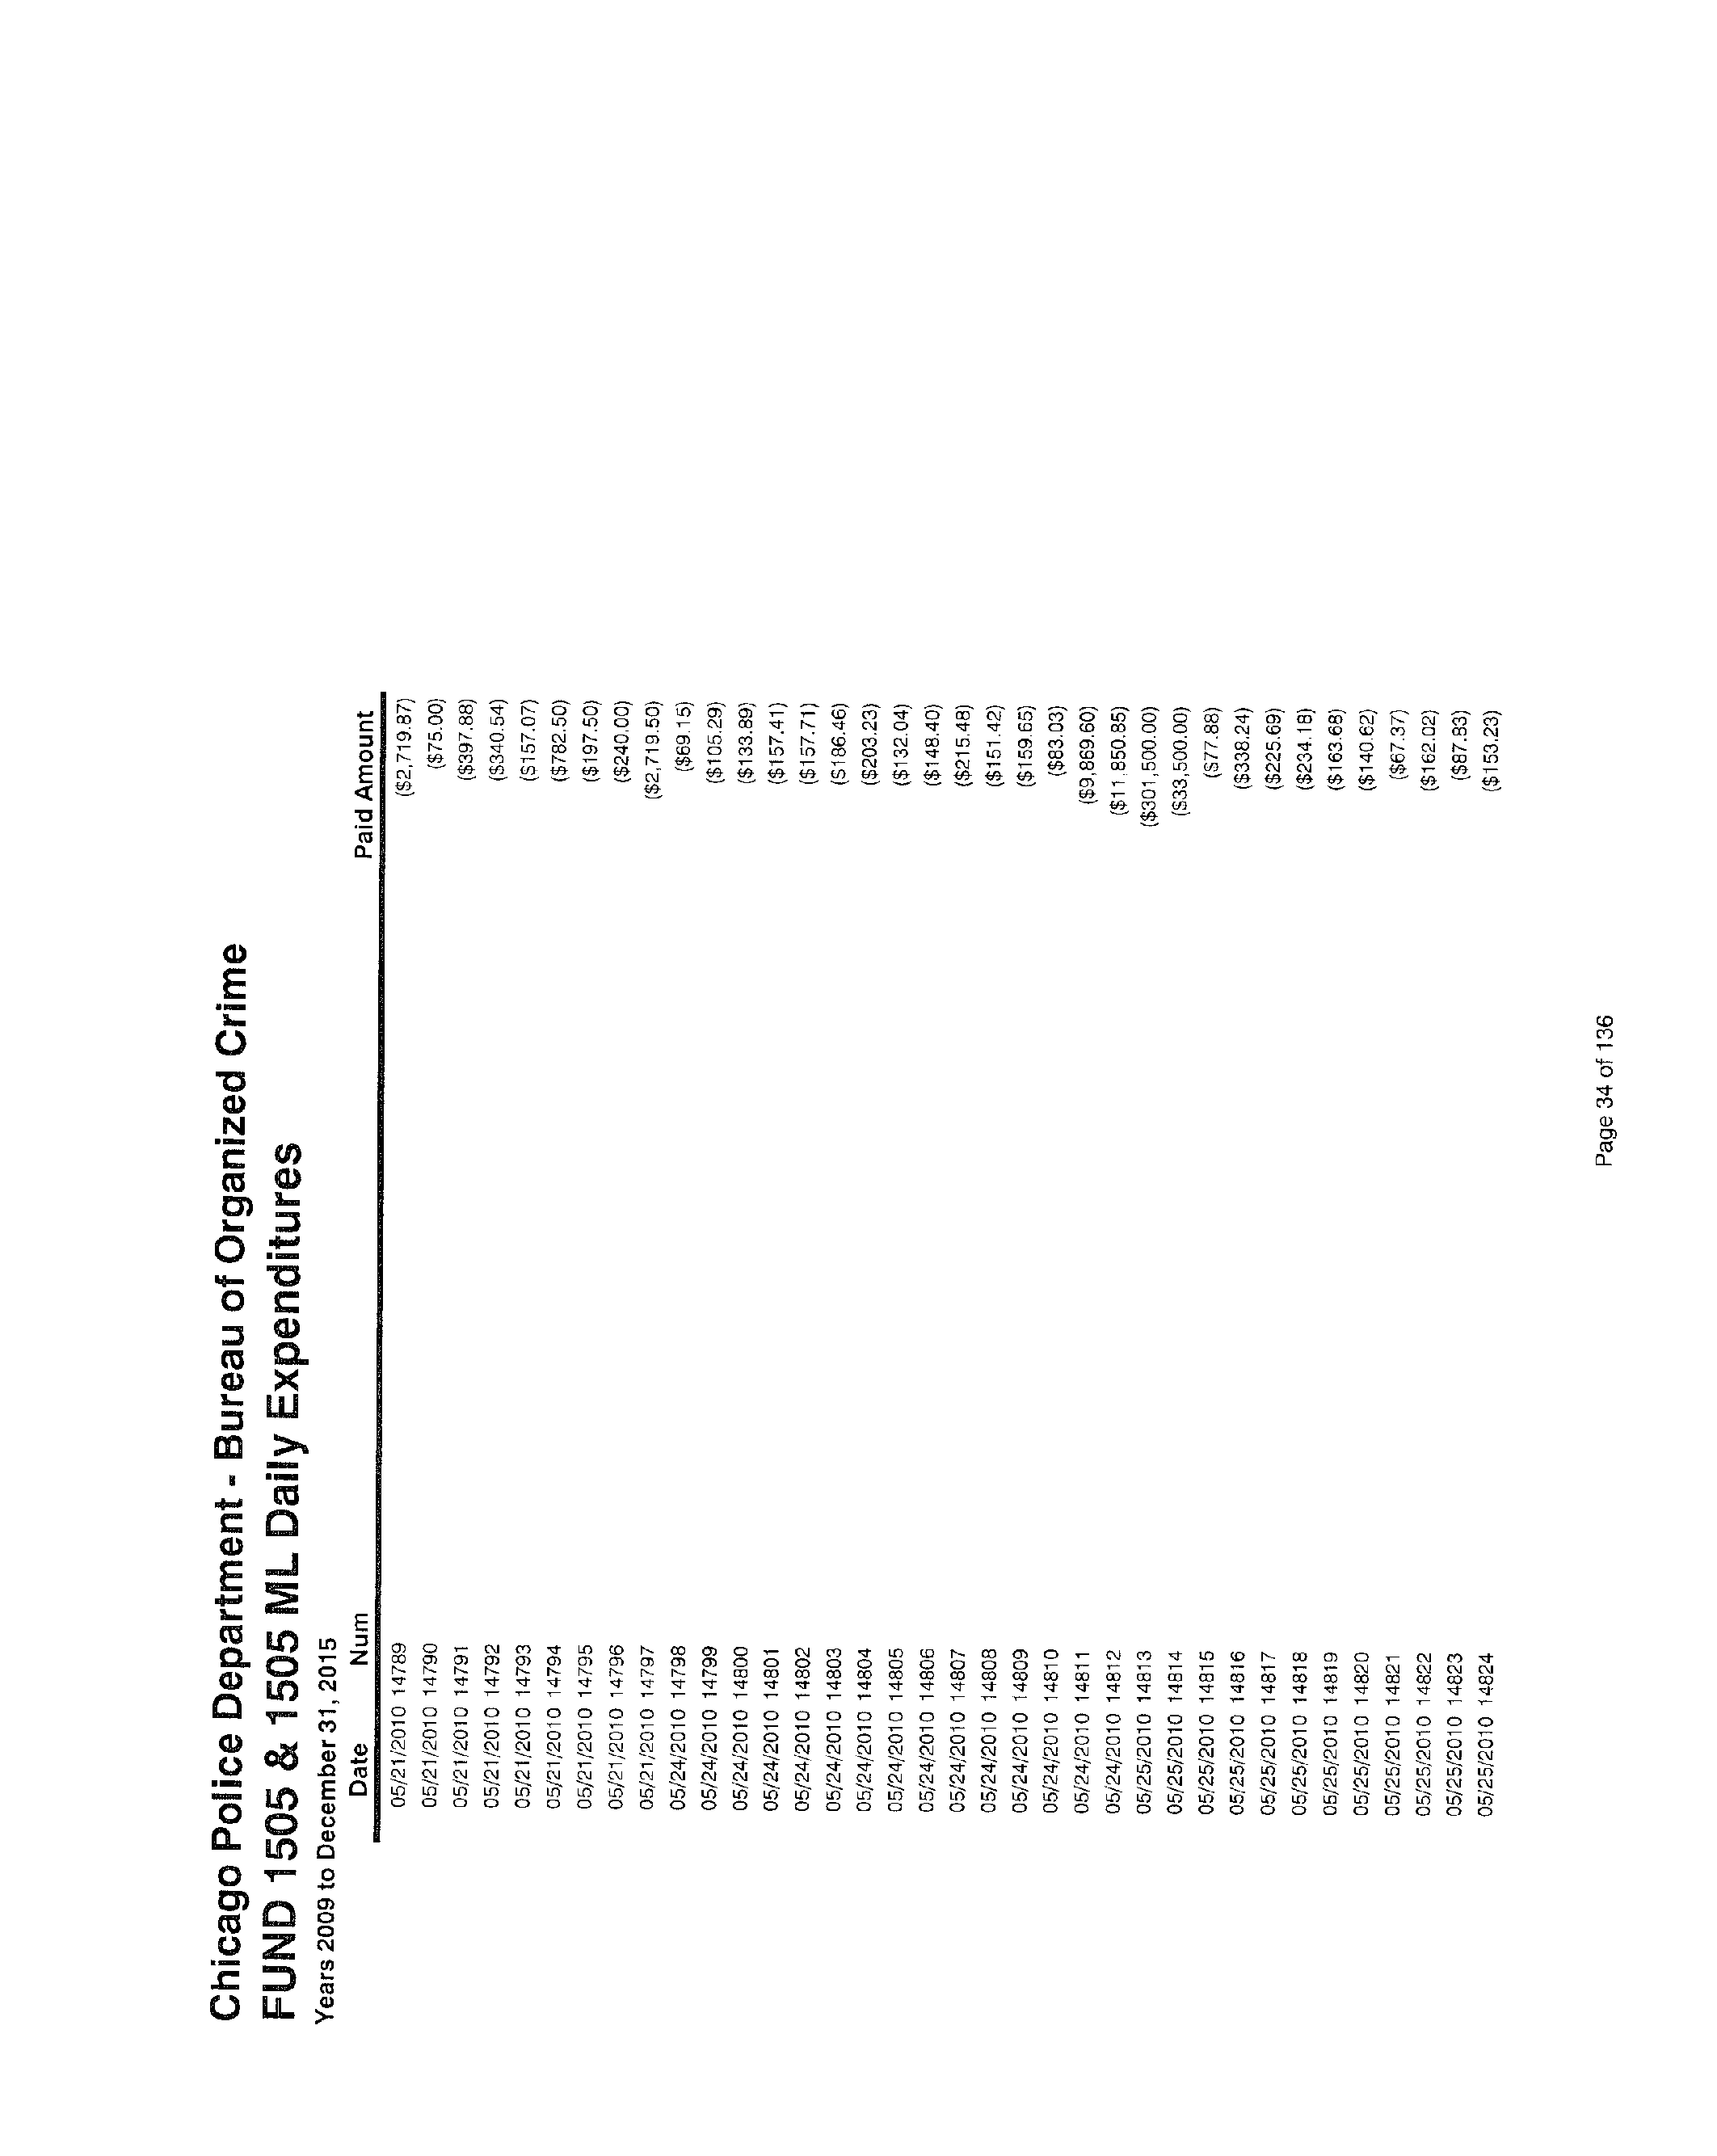 Chicago Police Department - Bureau of Organized Crime
FUND 1505 & 1505 ML Daily Expenditures
Years 2009 to December 31, 2015
Date Num Paid Amount
05/21/2010 14789 ($2,719.87)
05/21/2010 14790 ($75.00)
05/21/2010 14791 ($397.88)
05/21/2010 14792 ($340.54)
05/21/2010 14793 ($157.07)
05/21/2010 14794 ($782.50)
05/21/2010 14795 ($197.50)
05/21/2010 14796 ($240.00)
05/21/2010 14797 ($2,719.50)
05/24/2010 14798 ($69.15)
05/24/2010 14799 ($105.29)
05/24/2010 14800 ($133.89)
05/24/2010 14801 ($157.41)
05/24/2010 14802 ($157.71)
05/24/2010 14803 ($186.46)
05/24/2010 14804 ($203.23)
05/24/2010 14805 ($132.04)
05/24/2010 14806 ($148.40)
05/24/2010 14807 ($215.48)
05/24/2010 14808 ($151.42)
05/24/2010 14809 ($159.65)
05/24/2010 14810 ($83.03)
05/24/2010 14811 ($9,869.60)
05/24/2010 14812 ($11,850.85)
05/25/2010 14813 ($301,500.00)
05/25/2010 14814 ($33,500.00)
05/25/2010 14815 ($77.88)
05/25/2010 14816 ($338.24)
05/25/2010 14817 ($225.69)
05/25/2010 14818 ($234.18)
05/25/2010 14819 ($163.68)
05/25/2010 14820 ($140.62)
05/25/2010 14821 ($67.37)
05/25/2010 14822 ($162.02)
05/25/2010 14823 ($87.83)
05/25/2010 14824 ($153.23)
Page 34 of 136